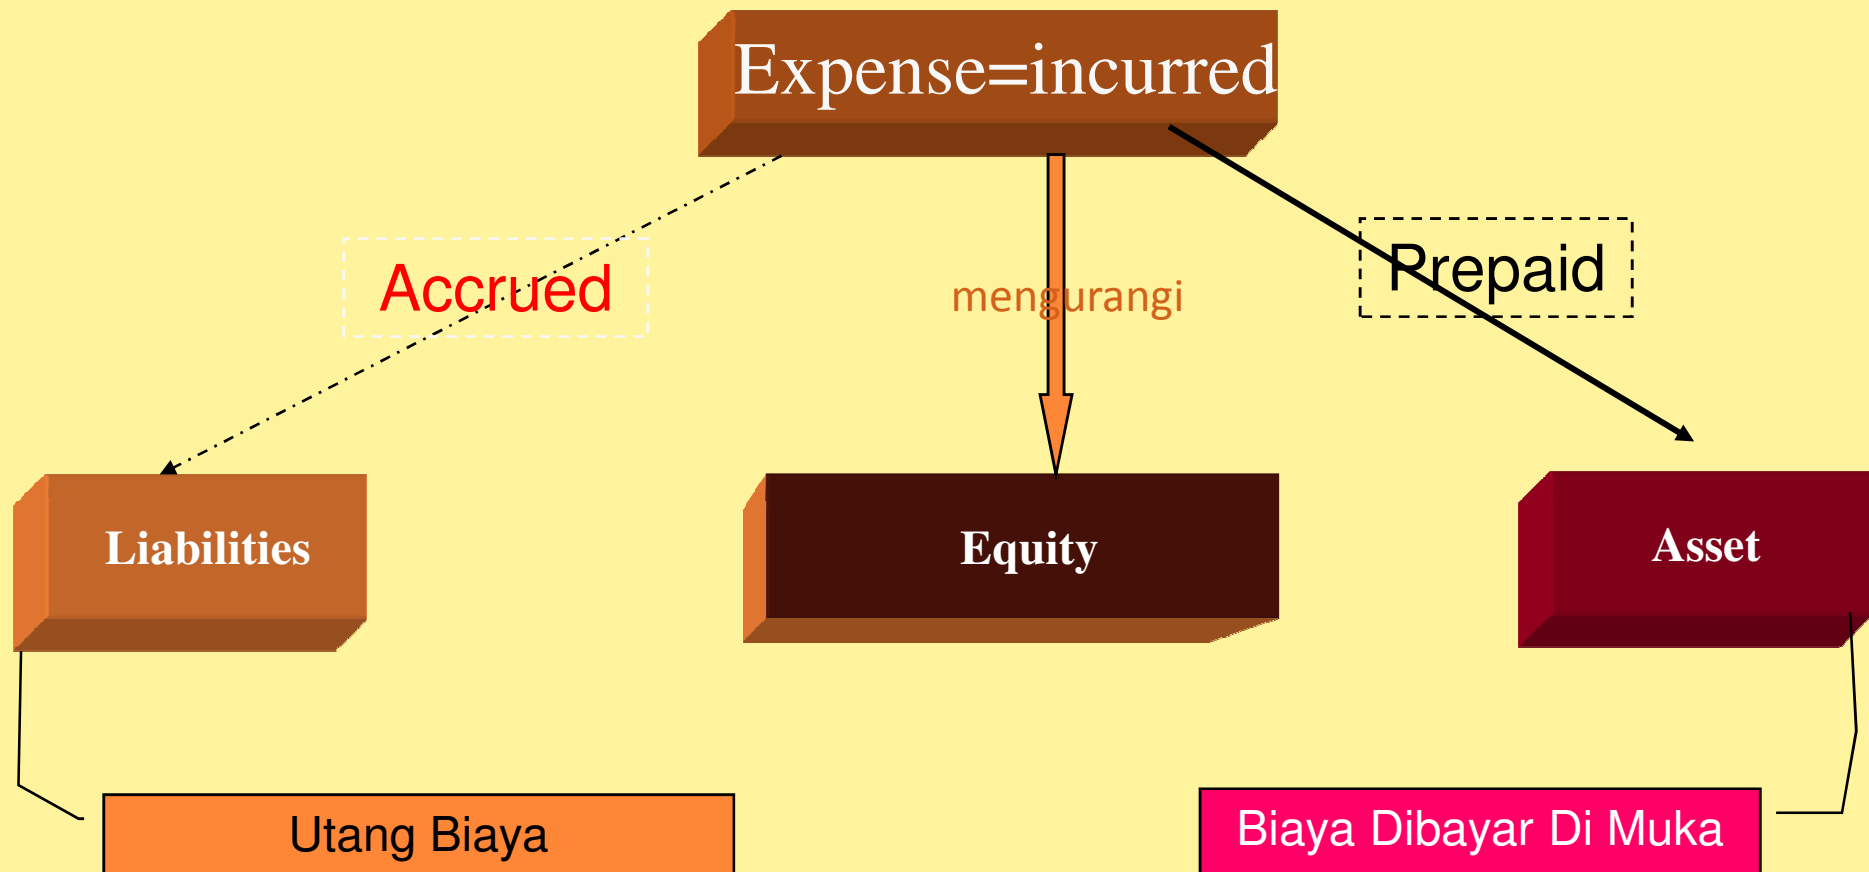 Expense=incurred
Accrued
mengurangi
Prepaid
Liabilities
Equity
Asset
Utang Biaya
Biaya Dibayar Di Muka